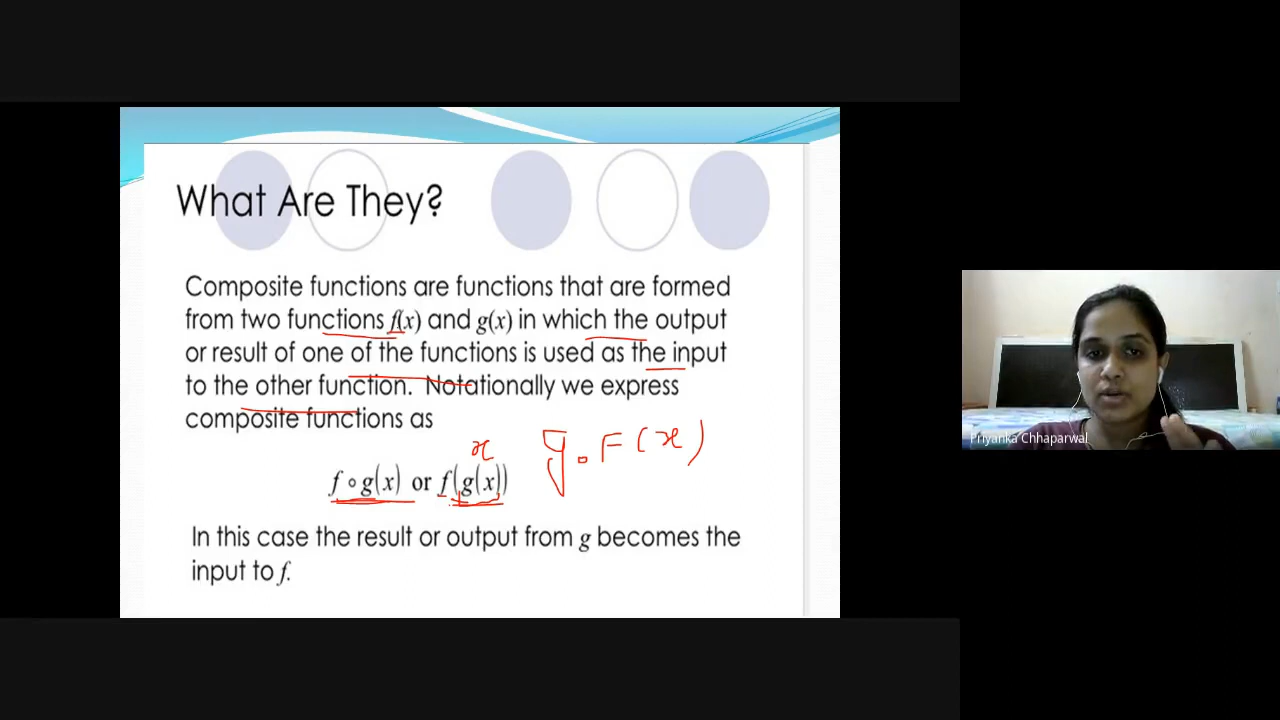 What Are They?
Composite functions are functions that are formed
from two functions f(x) and g(x) in which the output
or result of one of the functions is used as the input
to the other function. Notationally we express
composite functions as
x
g∘F(x)
f∘g(x) or f(g(x))
In this case the result or output from g becomes the
input to f.
Priyanka Chhaparwal